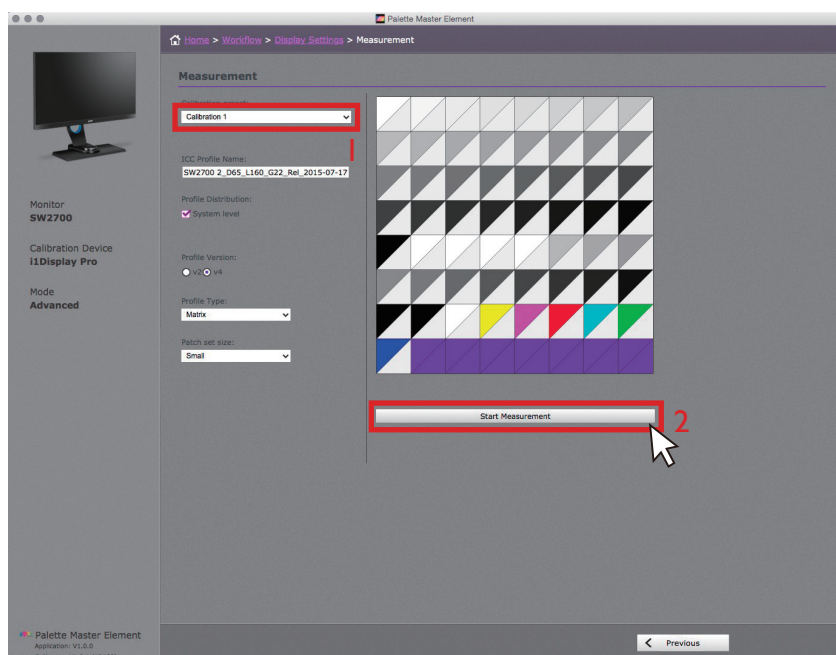 Palette Master Element
Home > Workflow > Display Settings > Measurement
Measurement
Calibration 1
1
ICC Profile Name:
SW2700 2_D65_L160_G22_Rel_2015-07-17
Profile Distribution:
System level
Profile Version:
v2 v4
Profile Type:
Matrix
Patch set size:
Small
Monitor
SW2700
Calibration Device
i1Display Pro
Mode
Advanced
Start Measurement
2
Palette Master Element
Application: V1.0.0
Previous